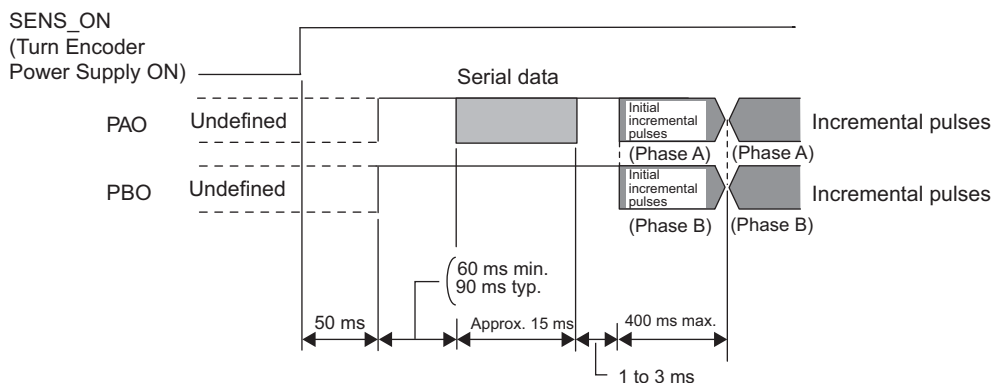 SENS_ON
(Turn Encoder
Power Supply ON)
Serial data
PAO
Undefined
Initial
incremental
pulses
(Phase A)
(Phase A)
Incremental pulses
PBO
Undefined
Initial
incremental
pulses
(Phase B)
(Phase B)
Incremental pulses
60 ms min.
90 ms typ.
50 ms
Approx. 15 ms
400 ms max.
1 to 3 ms